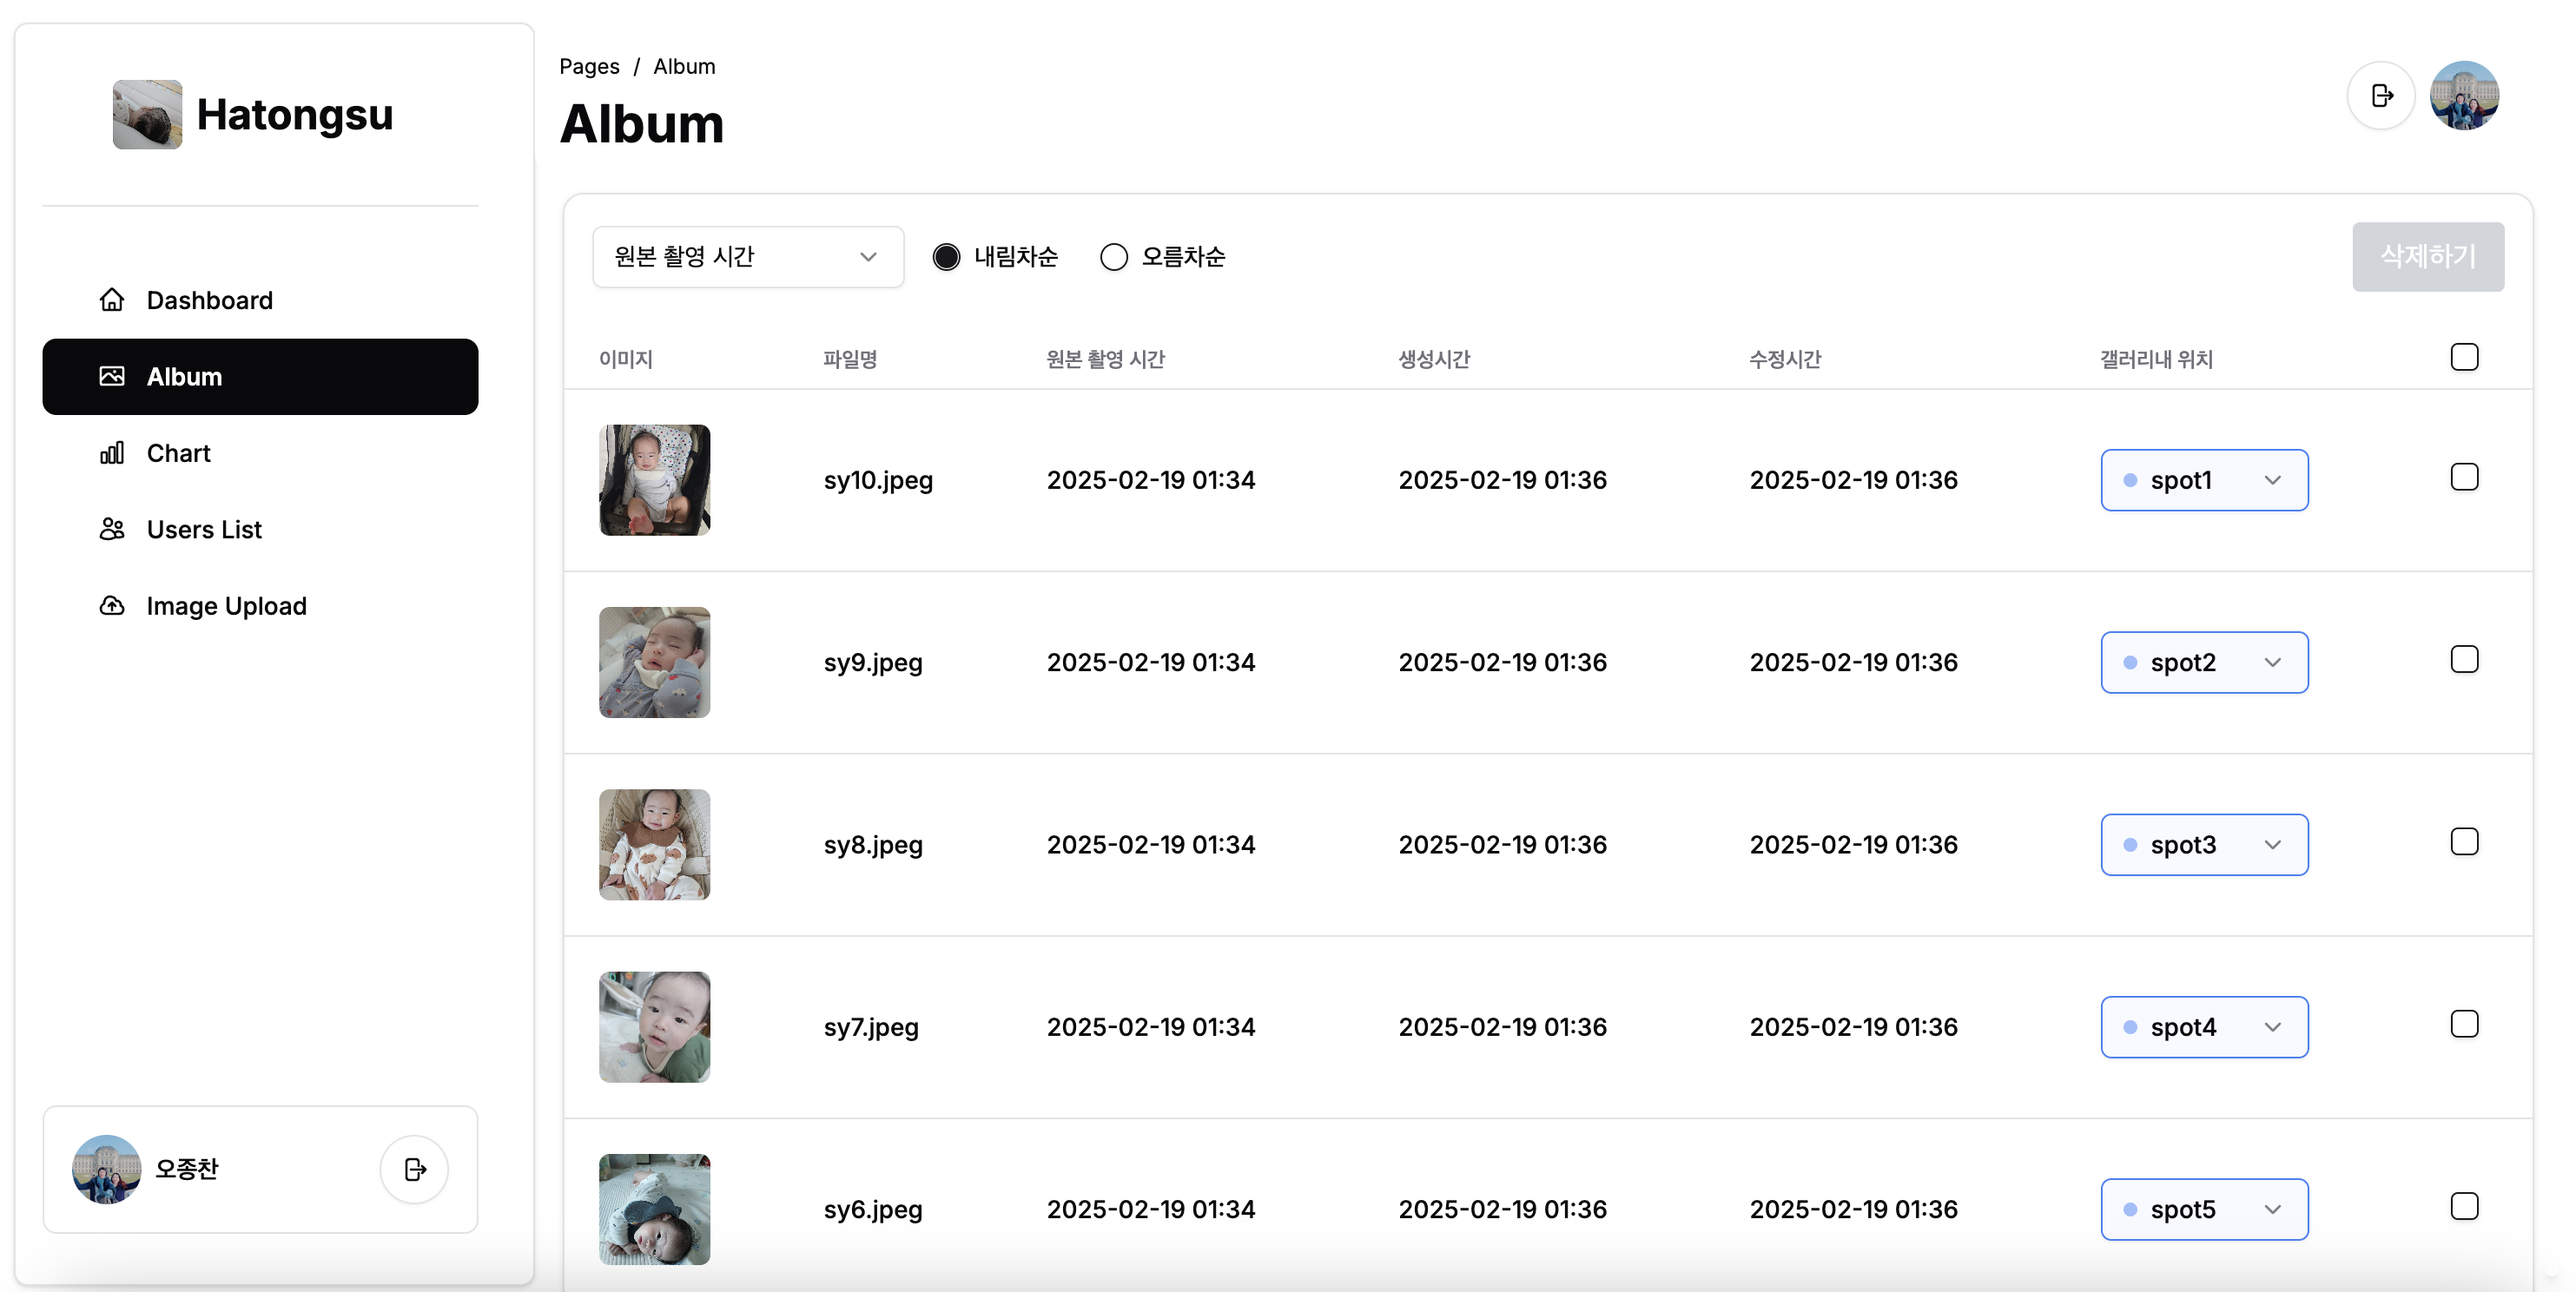 Hatongsu
Dashboard
Album
Chart
Users List
Image Upload
오종찬
Pages / Album
Album
원본 촬영 시간 내림차순 오름차순 삭제하기
이미지 파일명 원본 촬영 시간 생성시간 수정시간 갤러리내 위치
sy10.jpeg 2025-02-19 01:34 2025-02-19 01:36 2025-02-19 01:36 spot1
sy9.jpeg 2025-02-19 01:34 2025-02-19 01:36 2025-02-19 01:36 spot2
sy8.jpeg 2025-02-19 01:34 2025-02-19 01:36 2025-02-19 01:36 spot3
sy7.jpeg 2025-02-19 01:34 2025-02-19 01:36 2025-02-19 01:36 spot4
sy6.jpeg 2025-02-19 01:34 2025-02-19 01:36 2025-02-19 01:36 spot5